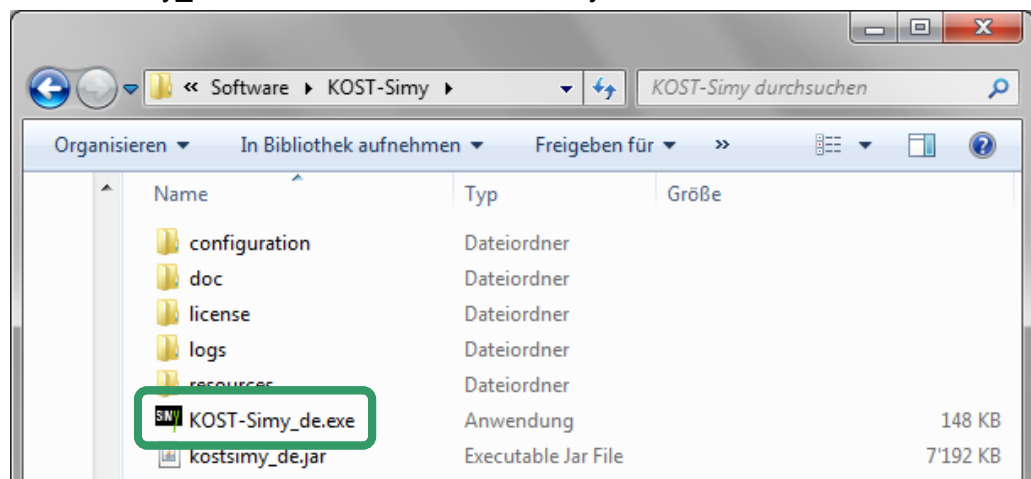 « Software ▸ KOST-Simy ▸ KOST-Simy durchsuchen
Organisieren ▾ In Bibliothek aufnehmen ▾ Freigeben für ▾ »
Name Typ Größe
configuration Dateiordner
doc Dateiordner
license Dateiordner
logs Dateiordner
resources Dateiordner
SIMy KOST-Simy_de.exe Anwendung 148 KB
kostsimy_de.jar Executable Jar File 7'192 KB